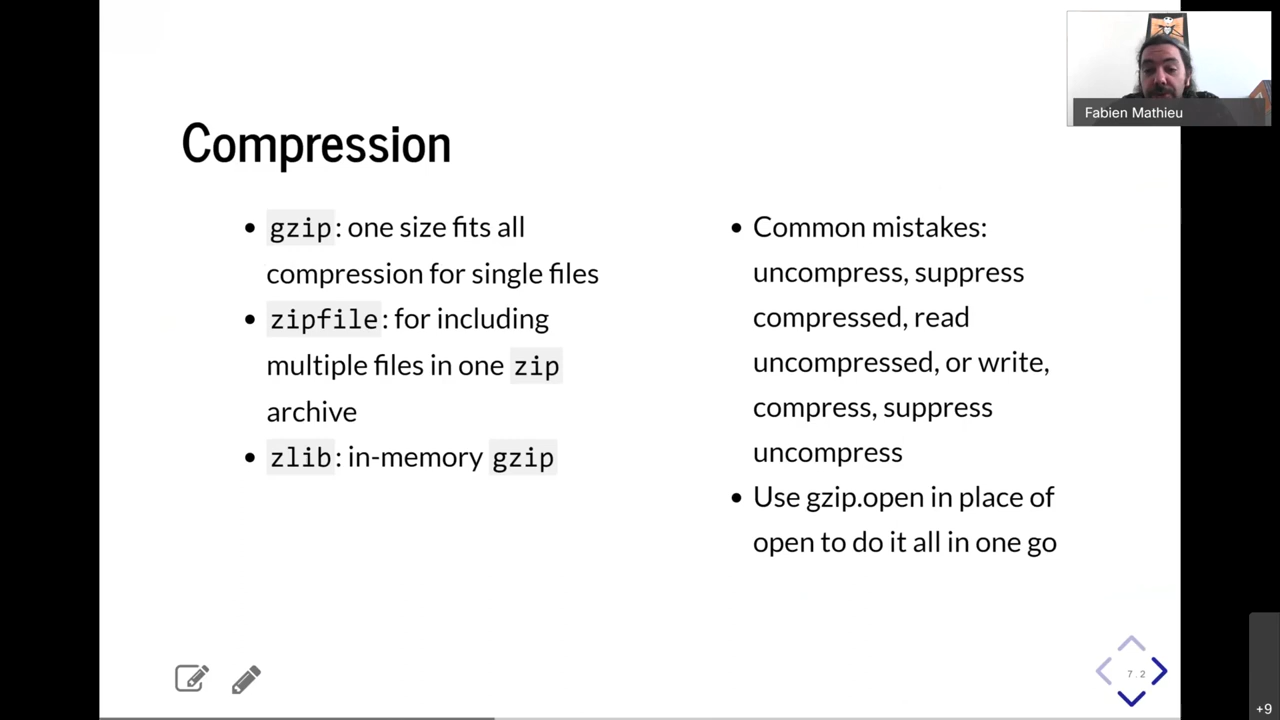 Fabien Mathieu
Compression
gzip: one size fits all
compression for single files
zipfile: for including
multiple files in one zip
archive
zlib: in-memory gzip
Common mistakes:
uncompress, suppress
compressed, read
uncompressed, or write,
compress, suppress
uncompress
Use gzip.open in place of
open to do it all in one go
7.2
+9